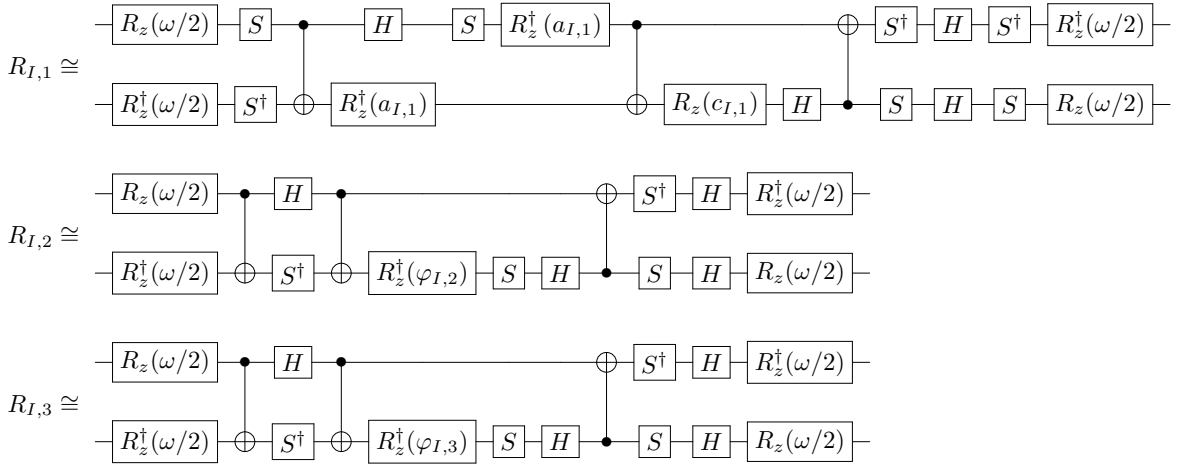 R_z(ω/2) S H S R_z^†(a_{I,1}) S^† H S^† R_z^†(ω/2)
R_{I,1} ≅
R_z^†(ω/2) S^† R_z^†(a_{I,1}) R_z(c_{I,1}) H S H S R_z(ω/2)
R_z(ω/2) H S^† H R_z^†(ω/2)
R_{I,2} ≅
R_z^†(ω/2) S^† R_z^†(φ_{I,2}) S H S H R_z(ω/2)
R_z(ω/2) H S^† H R_z^†(ω/2)
R_{I,3} ≅
R_z^†(ω/2) S^† R_z^†(φ_{I,3}) S H S H R_z(ω/2)